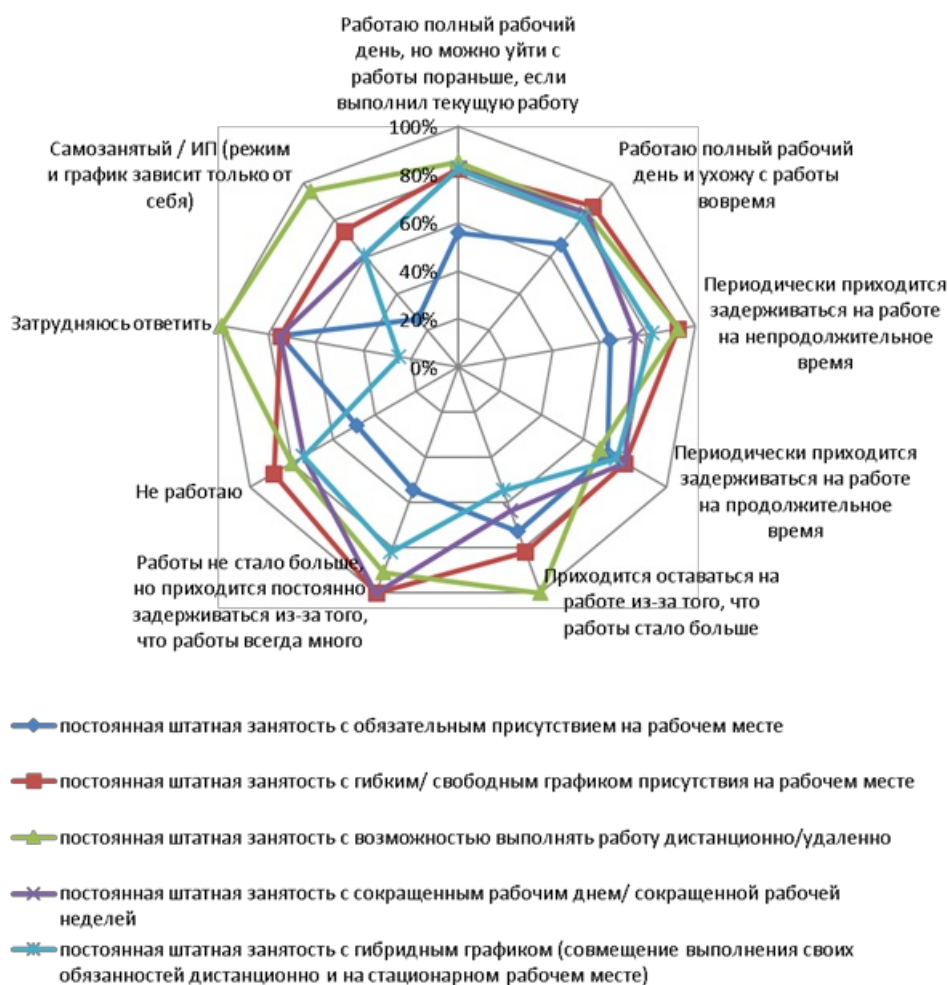 Работаю полный рабочий
день, но можно уйти с
работы пораньше, если
выполнил текущую работу
Работаю полный рабочий
день и ухожу с работы
вовремя
Периодически приходится
задерживаться на работе
на непродолжительное
время
Периодически приходится
задерживаться на работе
на продолжительное
время
Приходится оставаться на
работе из-за того, что
работы стало больше
Работы не стало больше,
но приходится постоянно
задерживаться из-за того,
что работы всегда много
Не работаю
Затрудняюсь ответить
Самозанятый / ИП (режим
и график зависит только от
себя)
100%
80%
60%
40%
20%
0%
постоянная штатная занятость с обязательным присутствием на рабочем месте
постоянная штатная занятость с гибким/ свободным графиком присутствия на рабочем месте
постоянная штатная занятость с возможностью выполнять работу дистанционно/удаленно
постоянная штатная занятость с сокращенным рабочим днем/ сокращенной рабочей
неделей
постоянная штатная занятость с гибридным графиком (совмещение выполнения своих
обязанностей дистанционно и на стационарном рабочем месте)